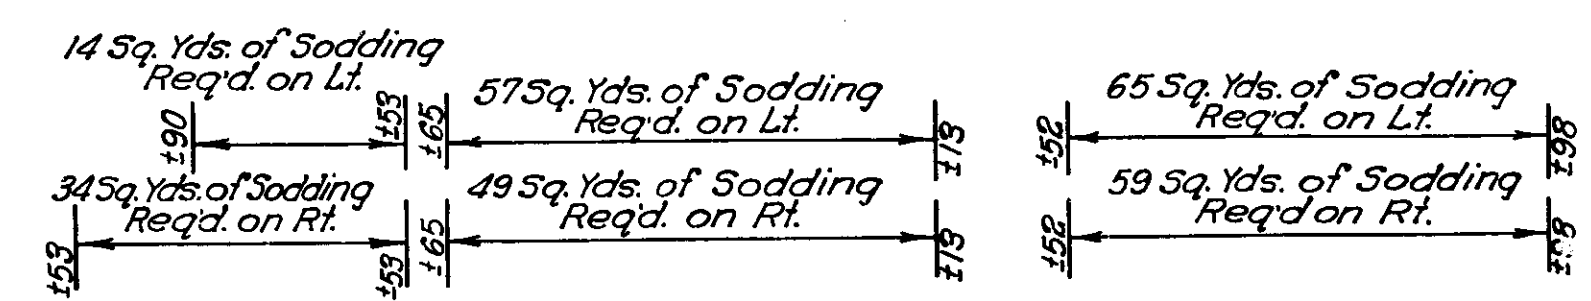 14 Sq. Yds. of Sodding
Req'd. on Lt.
±90
±53
34 Sq. Yds. of Sodding
Req'd. on Rt.
±53
±53
57 Sq. Yds. of Sodding
Req'd. on Lt.
±65
±13
49 Sq. Yds. of Sodding
Req'd. on Rt.
±65
±13
65 Sq. Yds. of Sodding
Req'd. on Lt.
±52
±98
59 Sq. Yds. of Sodding
Req'd on Rt.
±52
±98